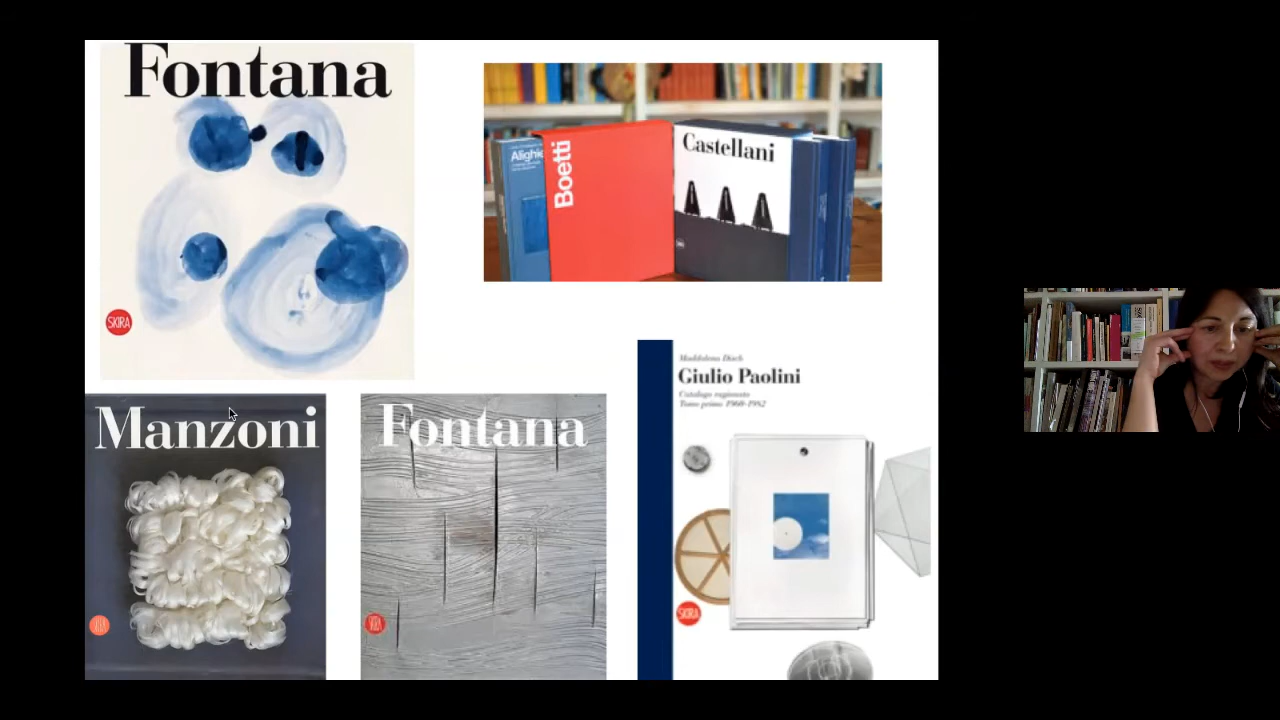 Fontana
SKIRA
Alighie
Boetti
Castellani
Manzoni
SKIRA
Fontana
SKIRA
Maddalena Disch
Giulio Paolini
Catalogo ragionato
Tomo primo 1960-1982
SKIRA